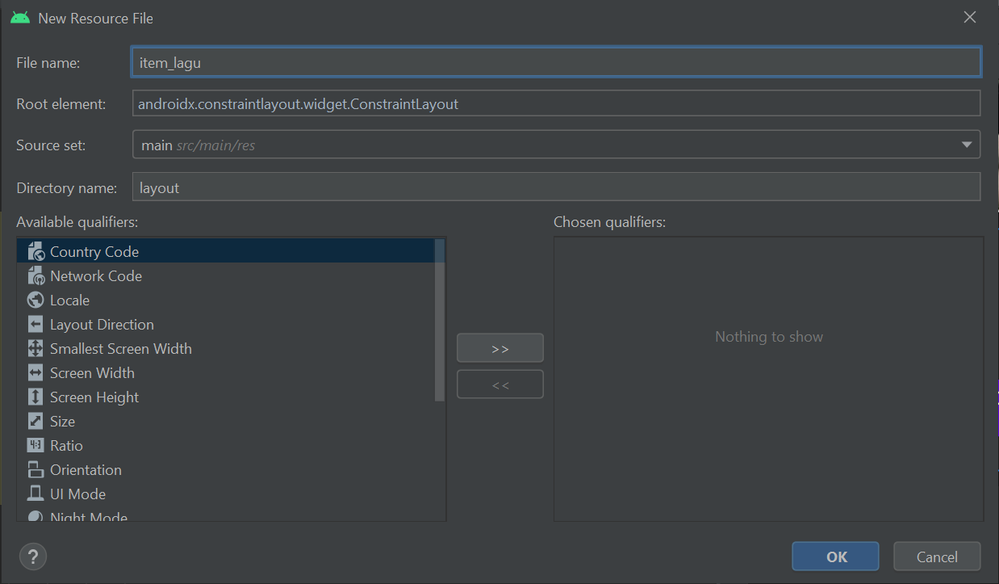 New Resource File
File name:
item_lagu
Root element:
androidx.constraintlayout.widget.ConstraintLayout
Source set:
main src/main/res
Directory name:
layout
Available qualifiers:
Chosen qualifiers:
Country Code
Network Code
Locale
Layout Direction
Smallest Screen Width
Screen Width
Screen Height
Size
4:3 Ratio
Orientation
UI Mode
Night Mode
>>
<<
Nothing to show
?
OK
Cancel